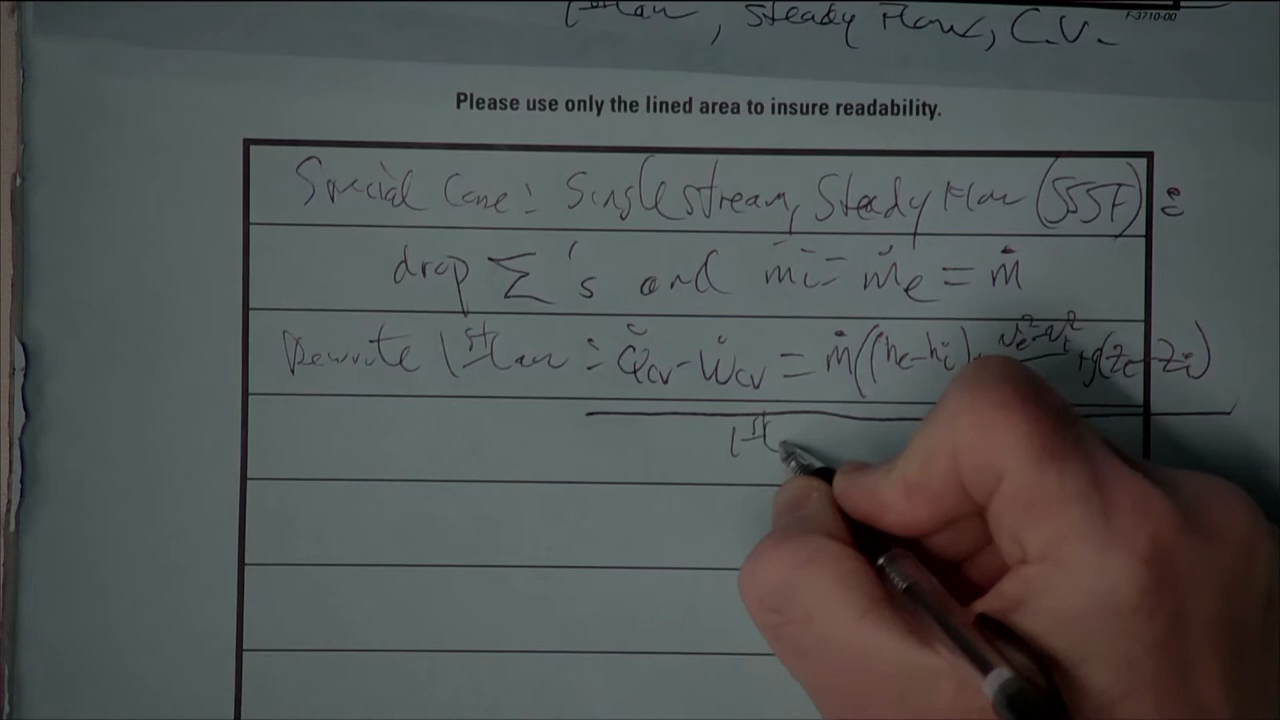 1st Law, Steady Flow, C.V.
F-3710-00
Please use only the lined area to insure readability.
Special Case: Single stream, Steady Flow (SSSF):
drop Σ's and ṁi = ṁe = ṁ
Rewrite 1st Law: Q̇cv - Ẇcv = ṁ((he-hi)+ (ve²-vi²)/ +g(ze-zi))
1st